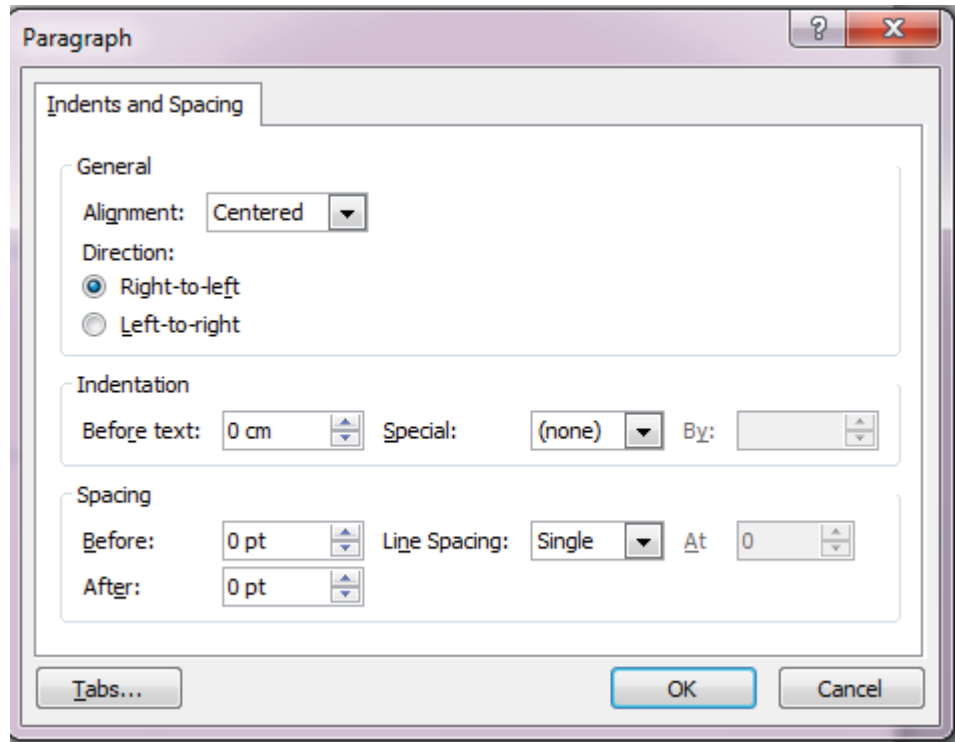 Paragraph
Indents and Spacing
General
Alignment: Centered
Direction:
Right-to-left
Left-to-right
Indentation
Before text: 0 cm Special: (none) By:
Spacing
Before: 0 pt Line Spacing: Single At 0
After: 0 pt
Tabs... OK Cancel